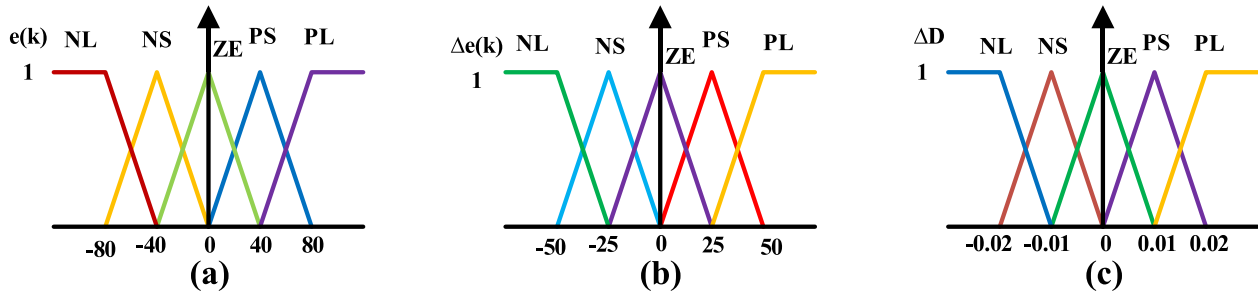 e(k) NL NS ZE PS PL
1
-80 -40 0 40 80
(a)
Δe(k) NL NS ZE PS PL
1
-50 -25 0 25 50
(b)
ΔD NL NS ZE PS PL
1
-0.02 -0.01 0 0.01 0.02
(c)